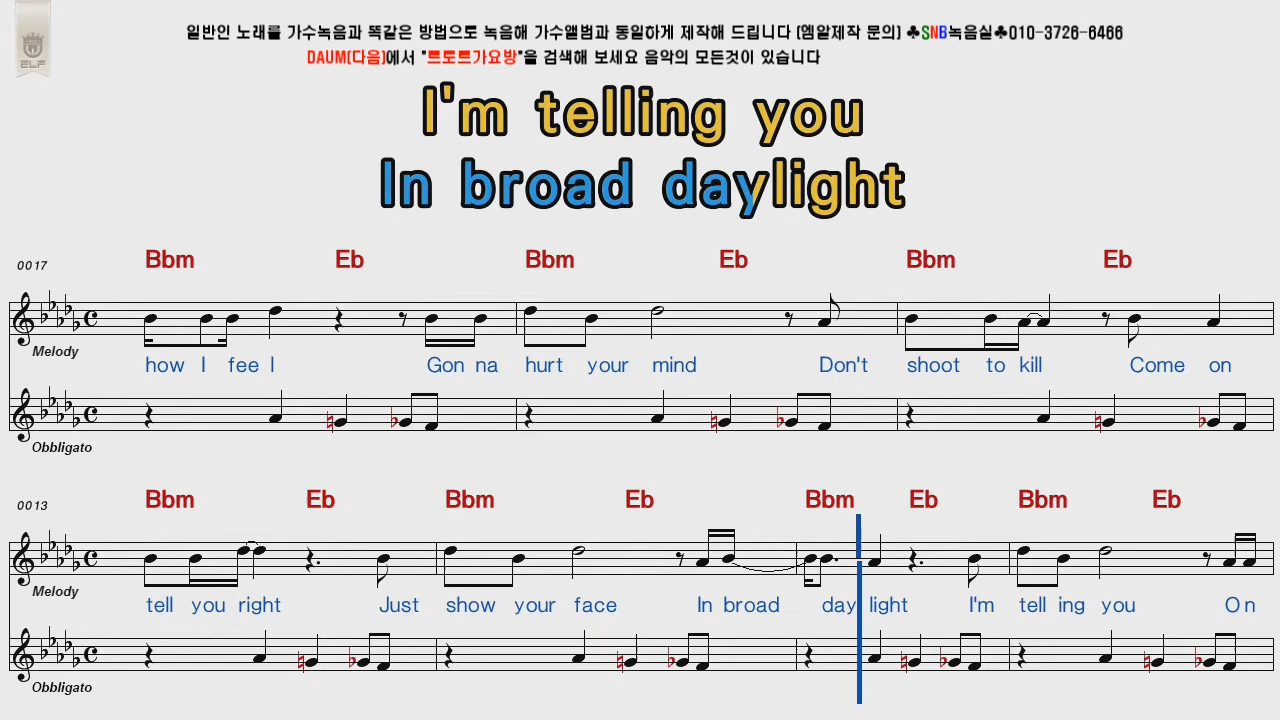 일반인 노래를 가수녹음과 똑같은 방법으로 녹음해 가수앨범과 동일하게 제작해 드립니다 (엠알제작 문의) ♣SNB녹음실♣010-3726-6466
DAUM(다음)에서 "트로트가요방"을 검색해 보세요 음악의 모든것이 있습니다
ELF
I'm telling you
In broad daylight
0017 Bbm Eb Bbm Eb Bbm Eb
Melody
how I fee l Gon na hurt your mind Don't shoot to kill Come on
Obbligato
0013 Bbm Eb Bbm Eb Bbm Eb Bbm Eb
Melody
tell you right Just show your face In broad day light I'm tell ing you On
Obbligato